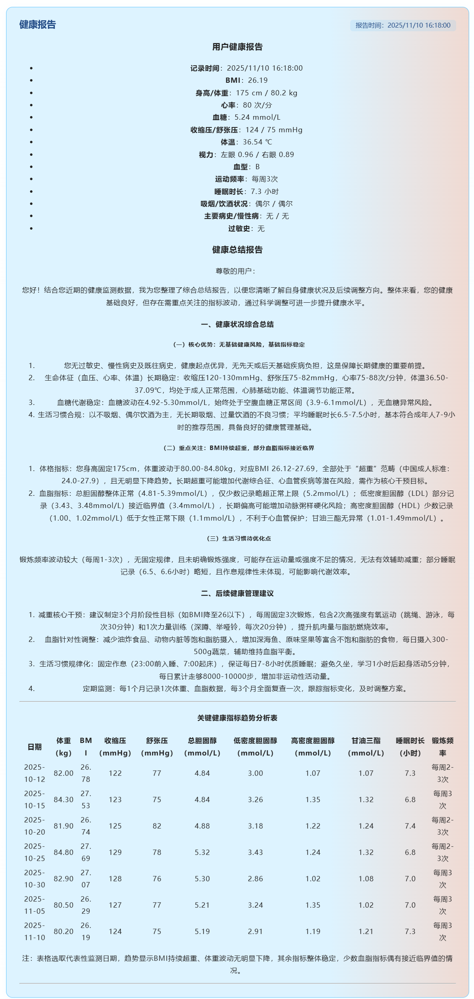 健康报告
报告时间：2025/11/10 16:18:00
用户健康报告
• 记录时间：2025/11/10 16:18:00
• BMI：26.19
• 身高/体重：175 cm / 80.2 kg
• 心率：80 次/分
• 血糖：5.24 mmol/L
• 收缩压/舒张压：124 / 75 mmHg
• 体温：36.54 ℃
• 视力：左眼 0.96 / 右眼 0.89
• 血型：B
• 运动频率：每周3次
• 睡眠时长：7.3 小时
• 吸烟/饮酒状况：偶尔 / 偶尔
• 主要病史/慢性病：无 / 无
• 过敏史：无
健康总结报告
尊敬的用户：
您好！结合您近期的健康监测数据，我为您整理了综合总结报告，以便您清晰了解自身健康状况及后续调整方向。整体来看，您的健康
基础良好，但存在需重点关注的指标波动，通过科学调整可进一步提升健康水平。
一、健康状况综合总结
（一）核心优势：无基础健康风险，基础指标稳定
1. 您无过敏史、慢性病史及既往病史，健康起点优异，无先天或后天基础疾病负担，这是保障长期健康的重要前提。
2. 生命体征（血压、心率、体温）长期稳定：收缩压120-130mmHg、舒张压75-82mmHg，心率75-88次/分钟，体温36.50-
37.09℃，均处于成人正常范围，心肺基础功能、体温调节功能正常。
3. 血糖代谢稳定：血糖波动在4.92-5.30mmol/L，始终处于空腹血糖正常区间（3.9-6.1mmol/L），无血糖异常风险。
4. 生活习惯合规：以不吸烟、偶尔饮酒为主，无长期吸烟、过量饮酒的不良习惯；平均睡眠时长6.5-7.5小时，基本符合成年人7-9小
时的推荐范围，具备良好的健康管理基础。
（二）重点关注：BMI持续超重，部分血脂指标接近临界
1. 体格指标：您身高固定175cm，体重波动于80.00-84.80kg，对应BMI 26.12-27.69，全部处于“超重”范畴（中国成人标准：
24.0-27.9），且无明显下降趋势。长期超重可能增加代谢综合征、心血管疾病等潜在风险，需作为核心干预目标。
2. 血脂指标：总胆固醇整体正常（4.81-5.39mmol/L），仅少数记录略超正常上限（5.2mmol/L）；低密度胆固醇（LDL）部分记
录（3.43、3.48mmol/L）接近临界值（3.4mmol/L），长期偏高可能增加动脉粥样硬化风险；高密度胆固醇（HDL）少数记录
（1.00、1.02mmol/L）低于女性正常下限（1.1mmol/L），不利于心血管保护；甘油三酯无异常（1.01-1.49mmol/L）。
（三）生活习惯待优化点
锻炼频率波动较大（每周1-3次），无固定规律，且未明确锻炼强度，可能存在运动量或强度不足的情况，无法有效辅助减重；部分睡眠
记录（6.5、6.6小时）略短，且作息规律性未体现，可能影响代谢效率。
二、后续健康管理建议
1. 减重核心干预：建议制定3个月阶段性目标（如BMI降至26以下），每周固定3次锻炼，包含2次高强度有氧运动（跳绳、游泳，每
次30分钟）和1次力量训练（深蹲、举哑铃，每次20分钟），提升肌肉量与脂肪燃烧效率。
2. 血脂针对性调整：减少油炸食品、动物内脏等饱和脂肪摄入，增加深海鱼、原味坚果等富含不饱和脂肪的食物，每日摄入300-
500g蔬菜，辅助维持血脂平衡。
3. 生活习惯规律化：固定作息（23:00前入睡、7:00起床），保证每日7-8小时优质睡眠；避免久坐，学习1小时后起身活动5分钟，
每日累计走够8000-10000步，增加非运动性活动量。
4. 定期监测：每1个月记录1次体重、血脂数据，每3个月全面复查一次，跟踪指标变化，及时调整方案。
关键健康指标趋势分析表
日期 体重（kg） BMI 收缩压（mmHg） 舒张压（mmHg） 总胆固醇（mmol/L） 低密度胆固醇（mmol/L） 高密度胆固醇（mmol/L） 甘油三酯（mmol/L） 睡眠时长（小时） 锻炼频率
2025-10-12 82.00 26.78 122 77 4.84 3.00 1.07 1.07 7.3 每周2-3次
2025-10-15 84.30 27.53 123 75 4.84 3.26 1.35 1.32 6.8 每周3次
2025-10-20 81.90 26.74 125 82 4.88 3.18 1.22 1.24 7.4 每周2-3次
2025-10-25 84.80 27.69 129 78 5.32 3.43 1.24 1.32 6.8 每周2-3次
2025-10-30 82.90 27.07 128 76 5.30 2.86 1.02 1.08 7.0 每周3次
2025-11-05 80.50 26.29 127 77 5.21 3.24 1.35 1.02 7.0 每周3次
2025-11-10 80.20 26.19 124 75 5.19 2.91 1.19 1.21 7.3 每周3次
注：表格选取代表性监测日期，趋势显示BMI持续超重、体重波动无明显下降，其余指标整体稳定，少数血脂指标偶有接近临界值的情
况。